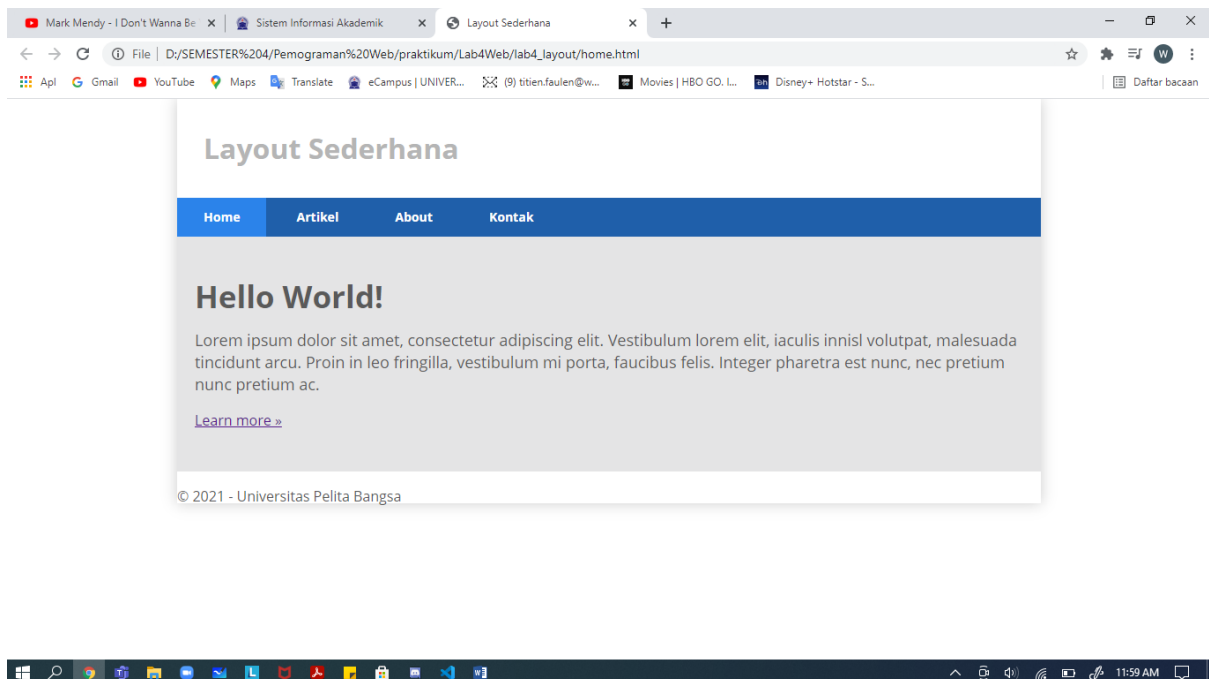 Mark Mendy - I Don't Wanna Be
Sistem Informasi Akademik
Layout Sederhana
File | D:/SEMESTER%204/Pemograman%20Web/praktikum/Lab4Web/lab4_layout/home.html
W
Apl
Gmail
YouTube
Maps
Translate
eCampus | UNIVER...
(9) titien.faulen@w...
Movies | HBO GO. I...
Disney+ Hotstar - S...
Daftar bacaan
Layout Sederhana
Home
Artikel
About
Kontak
Hello World!
Lorem ipsum dolor sit amet, consectetur adipiscing elit. Vestibulum lorem elit, iaculis innisl volutpat, malesuada
tincidunt arcu. Proin in leo fringilla, vestibulum mi porta, faucibus felis. Integer pharetra est nunc, nec pretium
nunc pretium ac.
Learn more »
© 2021 - Universitas Pelita Bangsa
11:59 AM